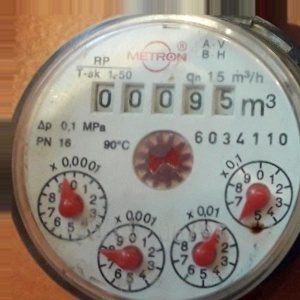 RP
METRON ®
A-V
B-H
T-ak 1:50
qn 1.5 m³/h
00095 m³
Δp 0,1 MPa
PN 16
90°C
6034110
x 0,0001
x 0,001
x 0,01
x 0,1